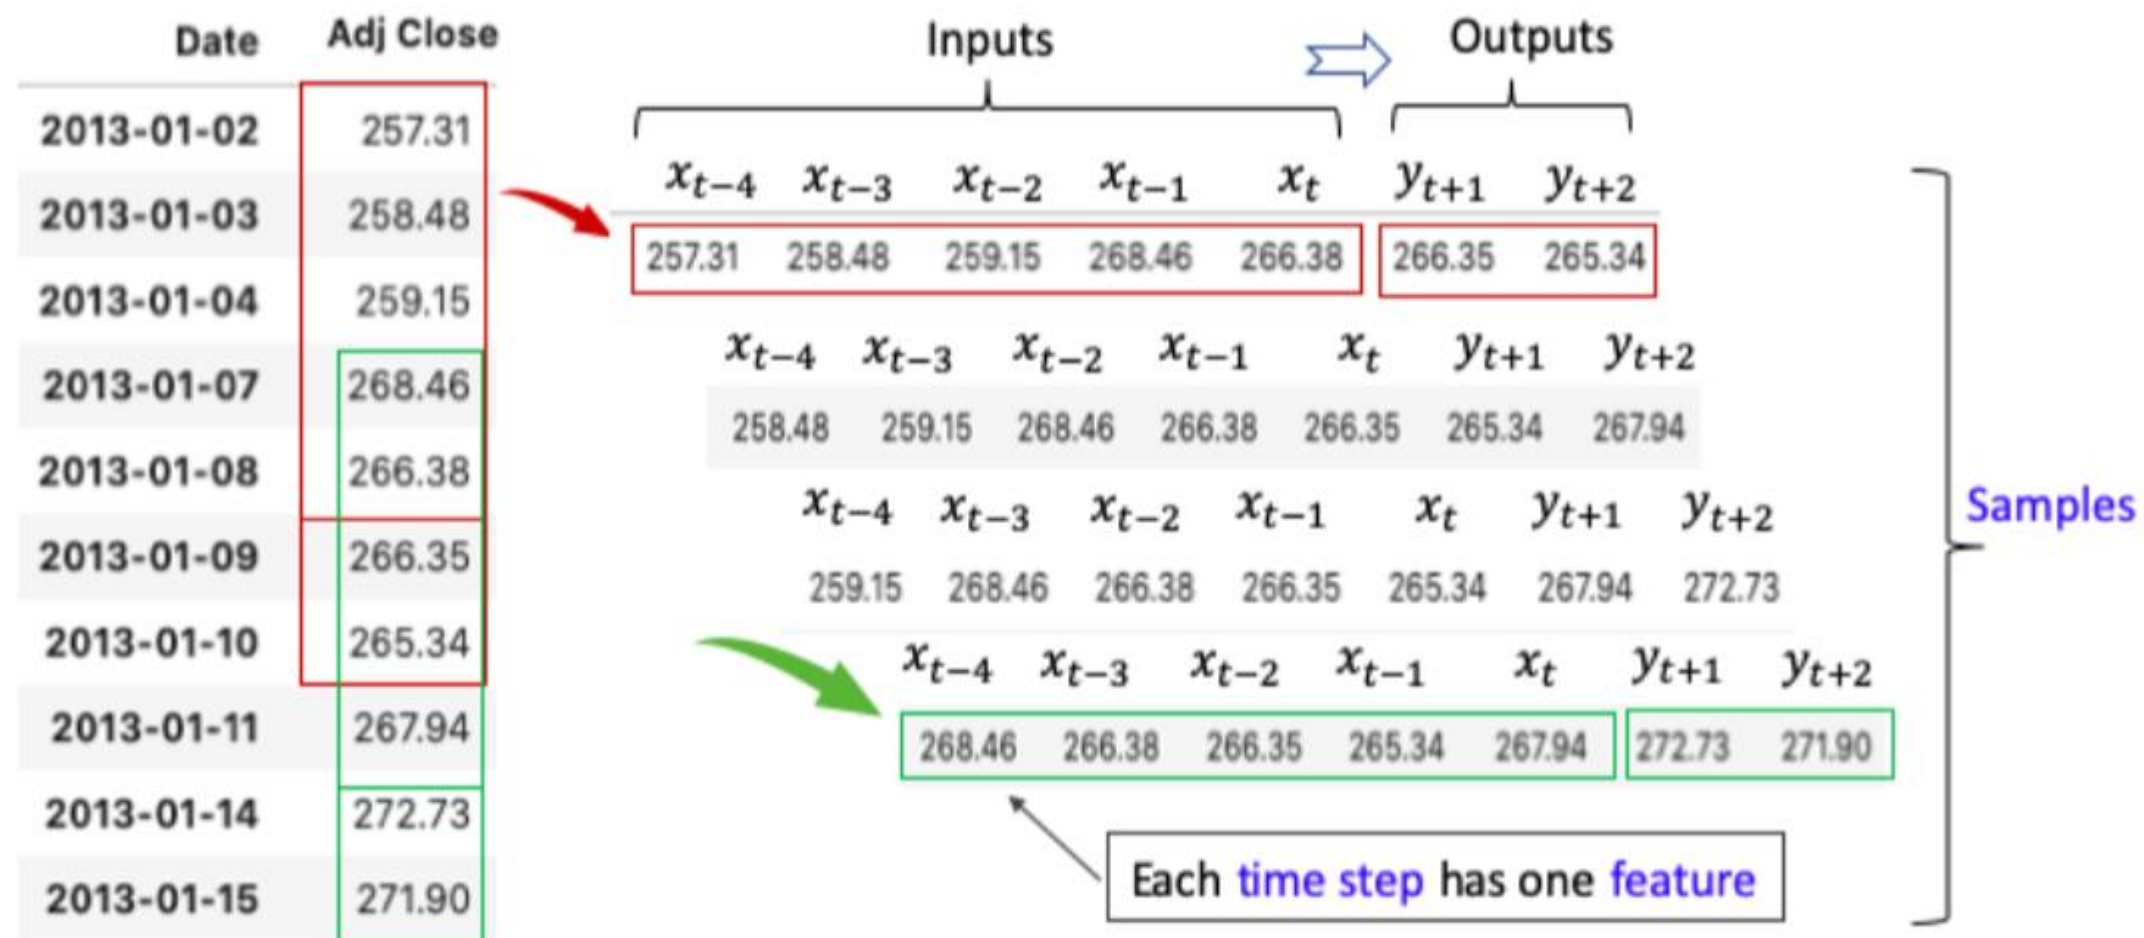 Date Adj Close
2013-01-02 257.31
2013-01-03 258.48
2013-01-04 259.15
2013-01-07 268.46
2013-01-08 266.38
2013-01-09 266.35
2013-01-10 265.34
2013-01-11 267.94
2013-01-14 272.73
2013-01-15 271.90
Inputs Outputs
x_{t−4} x_{t−3} x_{t−2} x_{t−1} x_t y_{t+1} y_{t+2}
257.31 258.48 259.15 268.46 266.38 266.35 265.34
x_{t−4} x_{t−3} x_{t−2} x_{t−1} x_t y_{t+1} y_{t+2}
258.48 259.15 268.46 266.38 266.35 265.34 267.94
x_{t−4} x_{t−3} x_{t−2} x_{t−1} x_t y_{t+1} y_{t+2}
259.15 268.46 266.38 266.35 265.34 267.94 272.73
x_{t−4} x_{t−3} x_{t−2} x_{t−1} x_t y_{t+1} y_{t+2}
268.46 266.38 266.35 265.34 267.94 272.73 271.90
Each time step has one feature
Samples